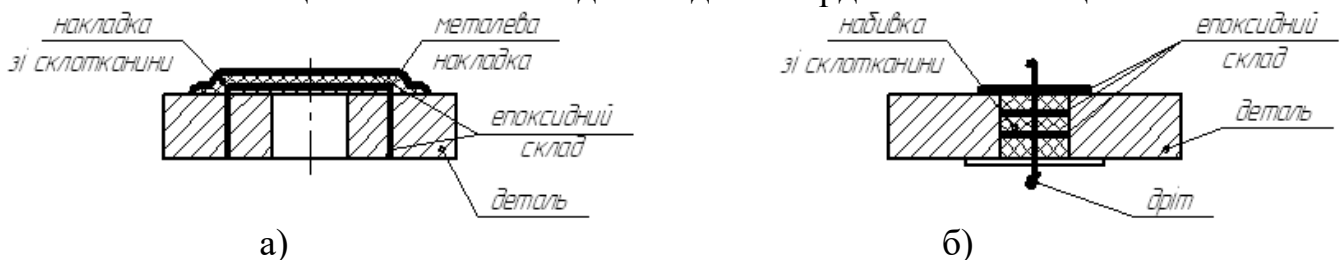 накладка
зі склотканини
металева
накладка
епоксидний
склад
деталь
а)
набивка
зі склотканини
епоксидний
склад
деталь
дріт
б)